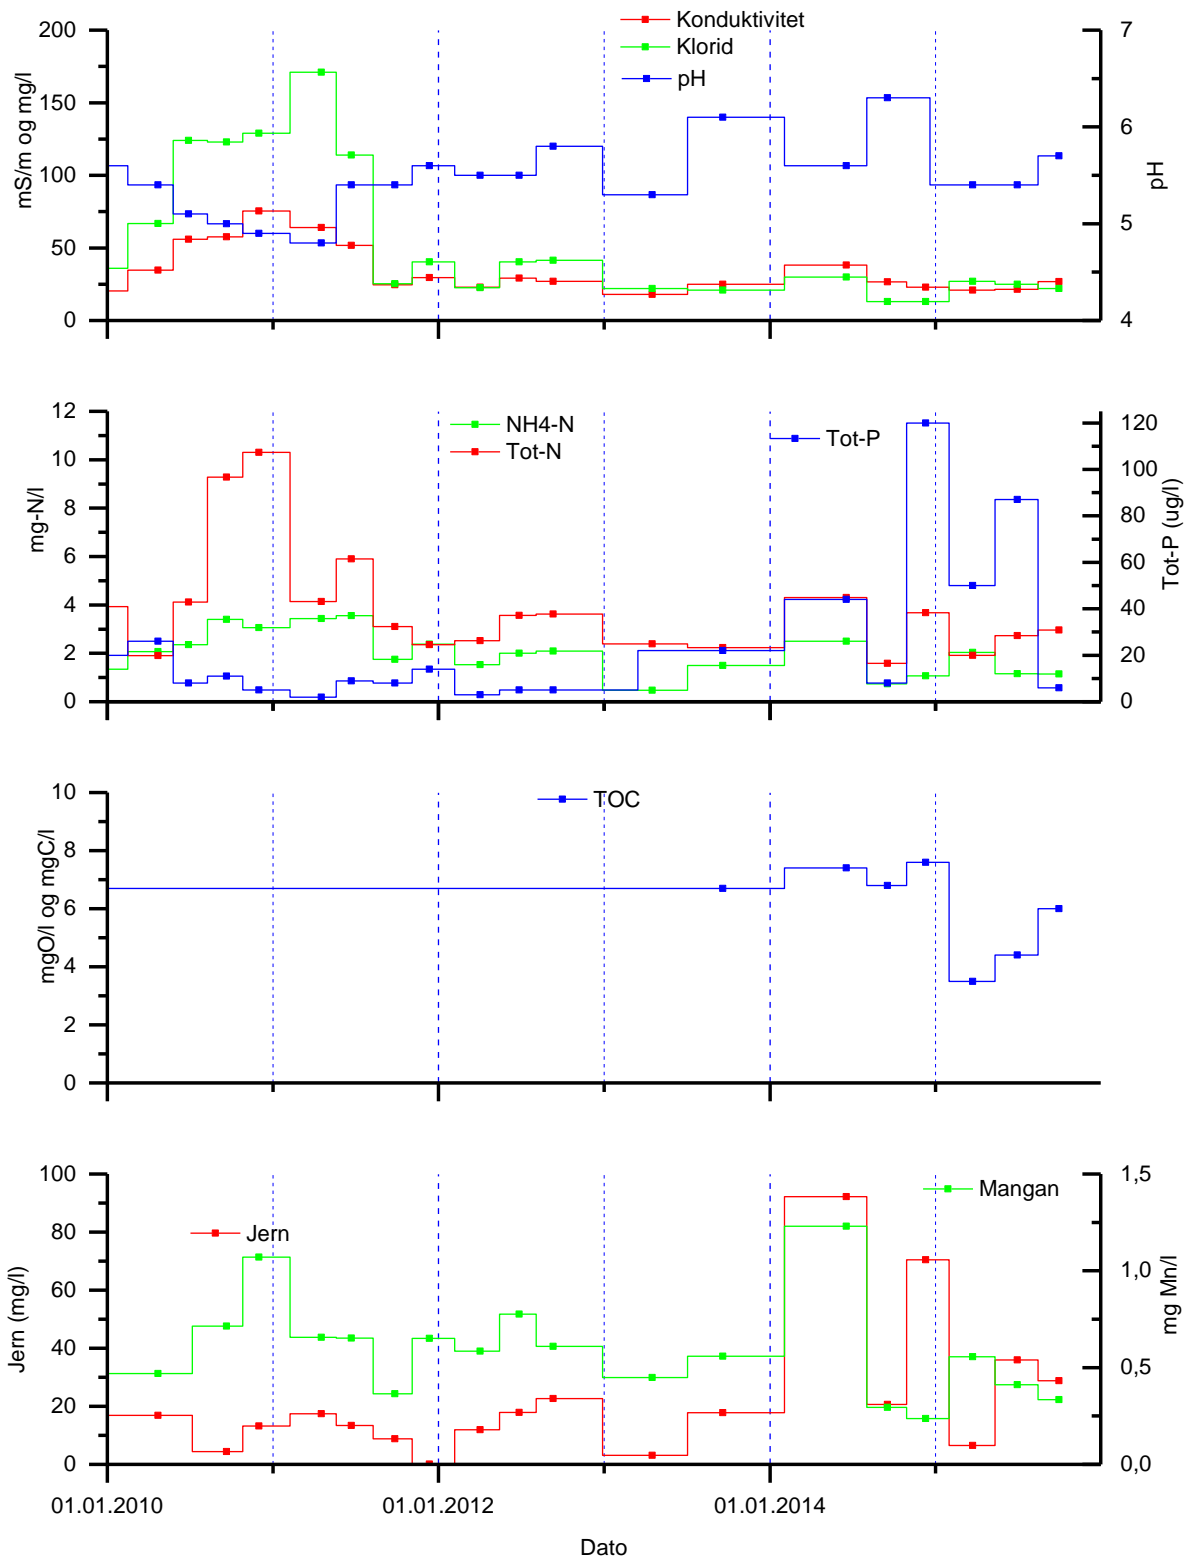 Konduktivitet
Klorid
pH
200
150
100
50
0
mS/m og mg/l
7
6
5
4
pH
12
10
8
6
4
2
0
mg-N/l
NH4-N
Tot-N
Tot-P
120
100
80
60
40
20
0
Tot-P (ug/l)
10
8
6
4
2
0
mgO/l og mgC/l
TOC
100
80
60
40
20
0
Jern (mg/l)
Jern
Mangan
1,5
1,0
0,5
0,0
mg Mn/l
01.01.2010 01.01.2012 01.01.2014
Dato